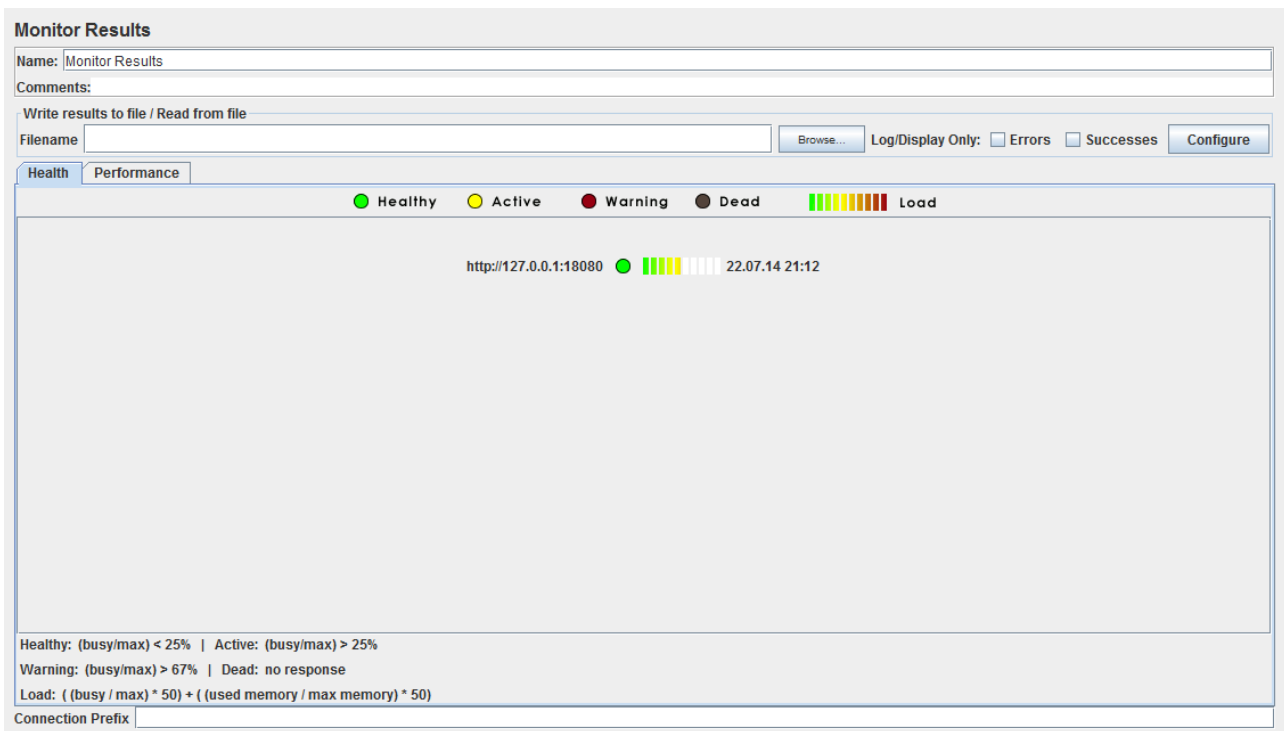 Monitor Results
Name: Monitor Results
Comments:
Write results to file / Read from file
Filename Browse... Log/Display Only: Errors Successes Configure
Health Performance
Healthy Active Warning Dead Load
http://127.0.0.1:18080 22.07.14 21:12
Healthy: (busy/max) < 25% | Active: (busy/max) > 25%
Warning: (busy/max) > 67% | Dead: no response
Load: ( (busy / max) * 50) + ( (used memory / max memory) * 50)
Connection Prefix